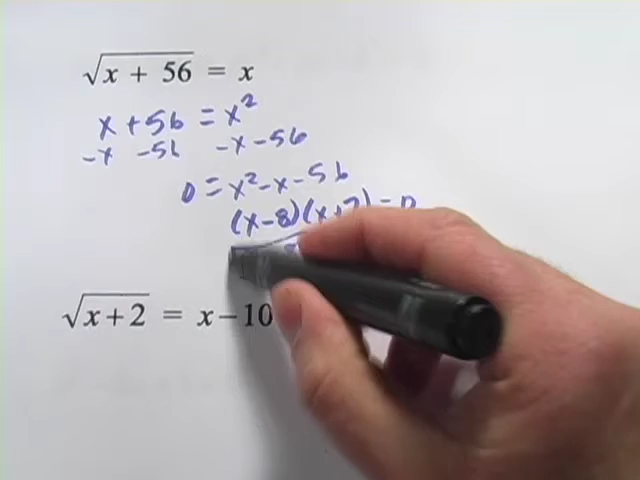 √x + 56 = x
x + 56 = x²
-x -56 -x - 56
0 = x² - x - 56
(x-8)(x+7) = 0
√x+2 = x-10